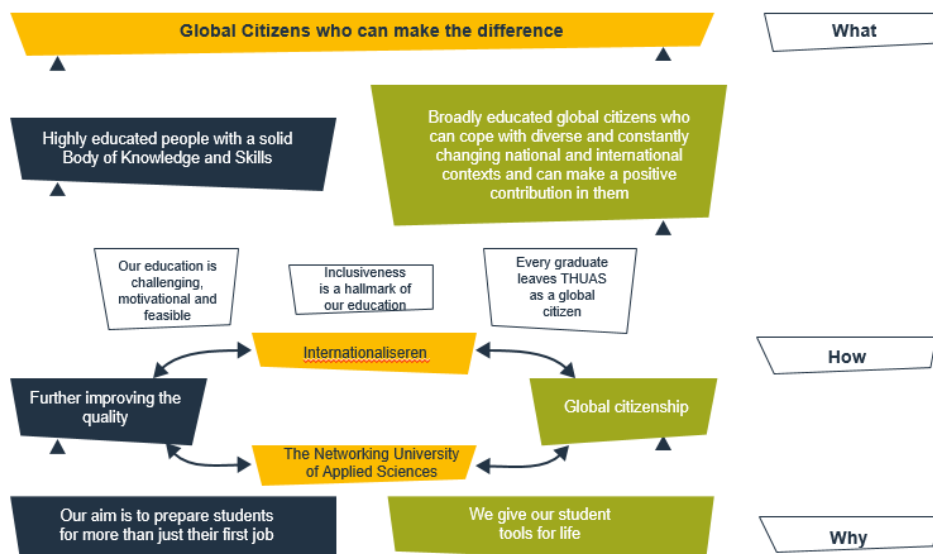 Global Citizens who can make the difference
What
Highly educated people with a solid
Body of Knowledge and Skills
Broadly educated global citizens who
can cope with diverse and constantly
changing national and international
contexts and can make a positive
contribution in them
Our education is
challenging,
motivational and
feasible
Inclusiveness
is a hallmark of
our education
Every graduate
leaves THUAS
as a global
citizen
Internationaliseren
How
Further improving the
quality
Global citizenship
The Networking University
of Applied Sciences
Our aim is to prepare students
for more than just their first job
We give our student
tools for life
Why